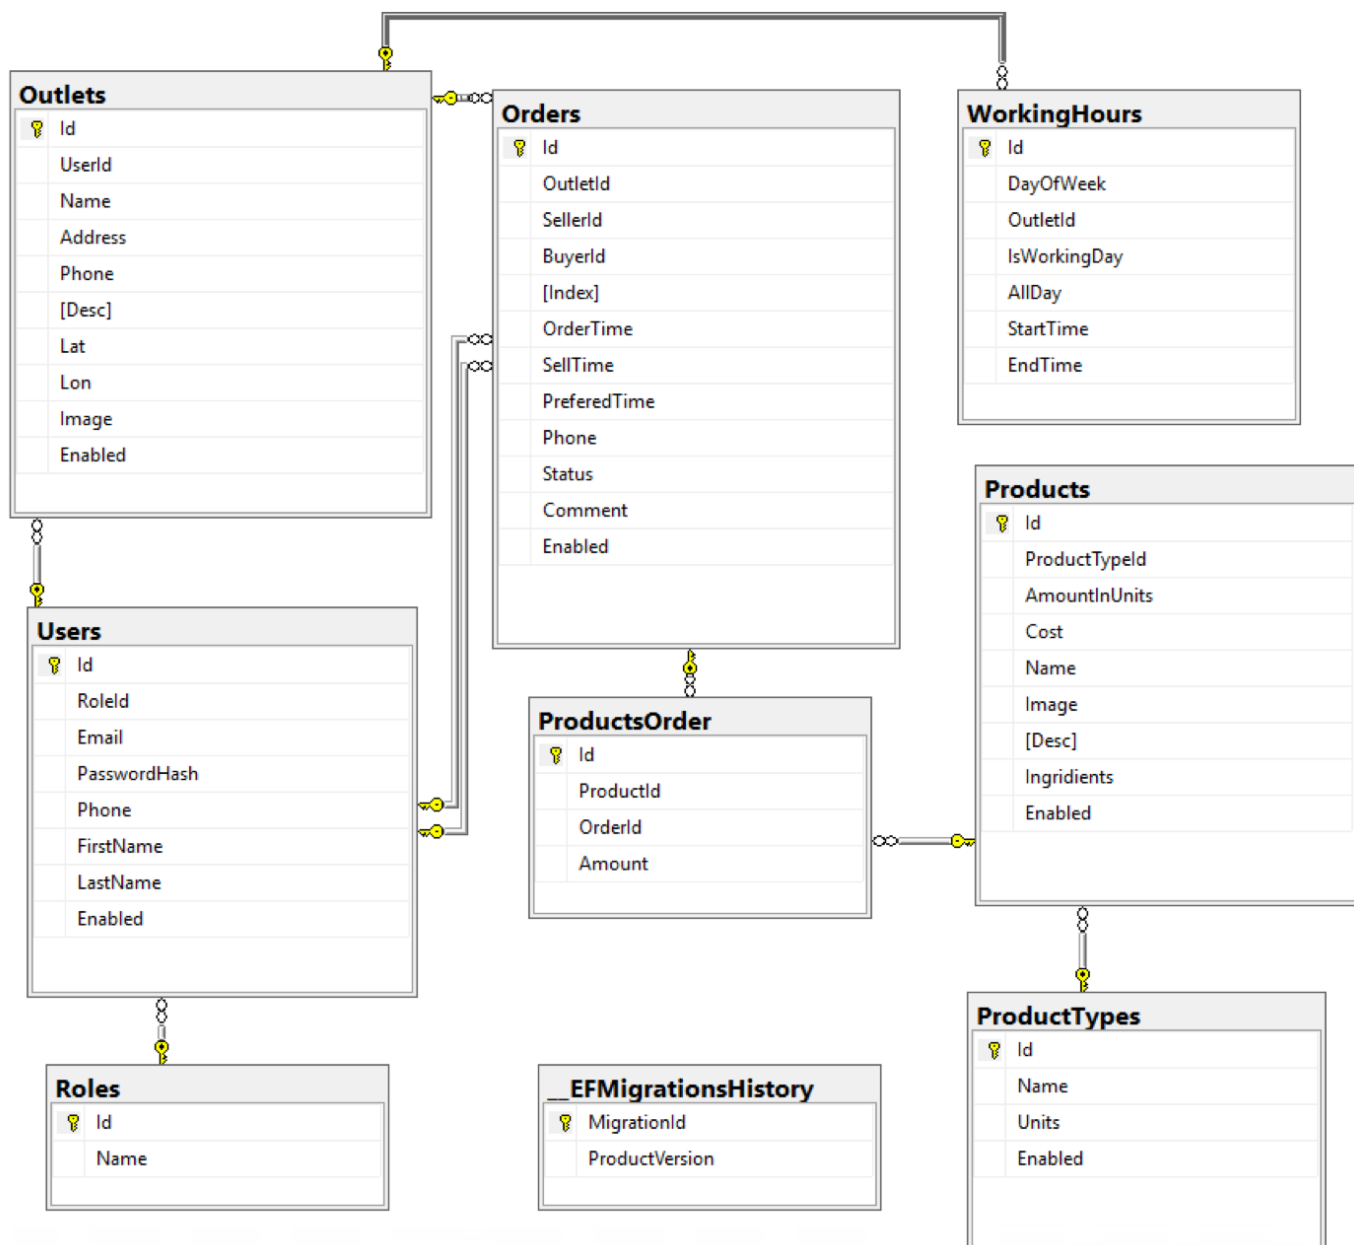 Outlets
Id
UserId
Name
Address
Phone
[Desc]
Lat
Lon
Image
Enabled
Orders
Id
OutletId
SellerId
BuyerId
[Index]
OrderTime
SellTime
PreferedTime
Phone
Status
Comment
Enabled
WorkingHours
Id
DayOfWeek
OutletId
IsWorkingDay
AllDay
StartTime
EndTime
Products
Id
ProductTypeId
AmountInUnits
Cost
Name
Image
[Desc]
Ingridients
Enabled
Users
Id
RoleId
Email
PasswordHash
Phone
FirstName
LastName
Enabled
ProductsOrder
Id
ProductId
OrderId
Amount
ProductTypes
Id
Name
Units
Enabled
Roles
Id
Name
__EFMigrationsHistory
MigrationId
ProductVersion